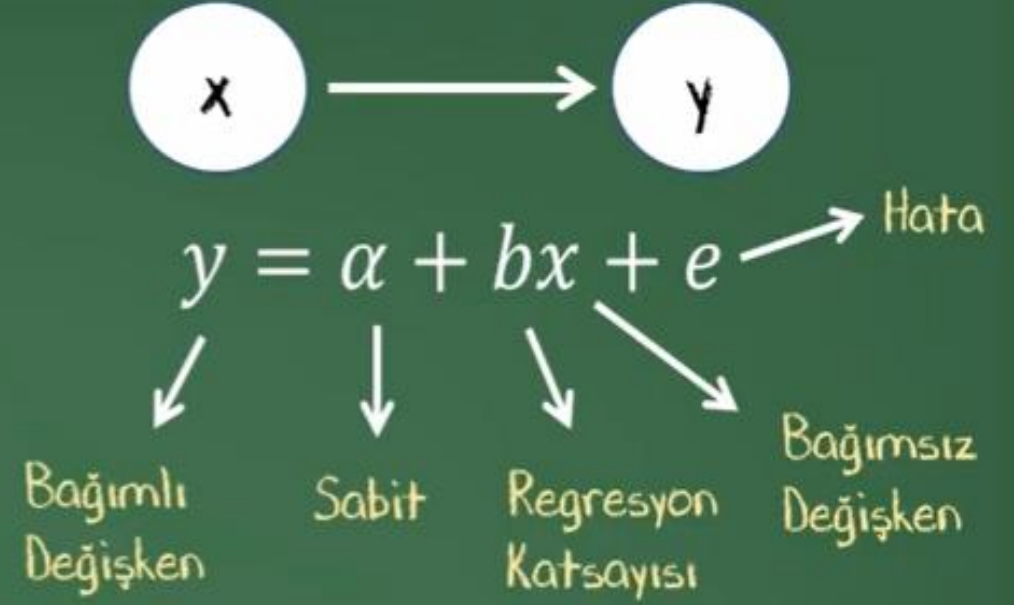 x
y
y = a + bx + e
Hata
Bağımlı
Değişken
Sabit
Regresyon
Katsayısı
Bağımsız
Değişken